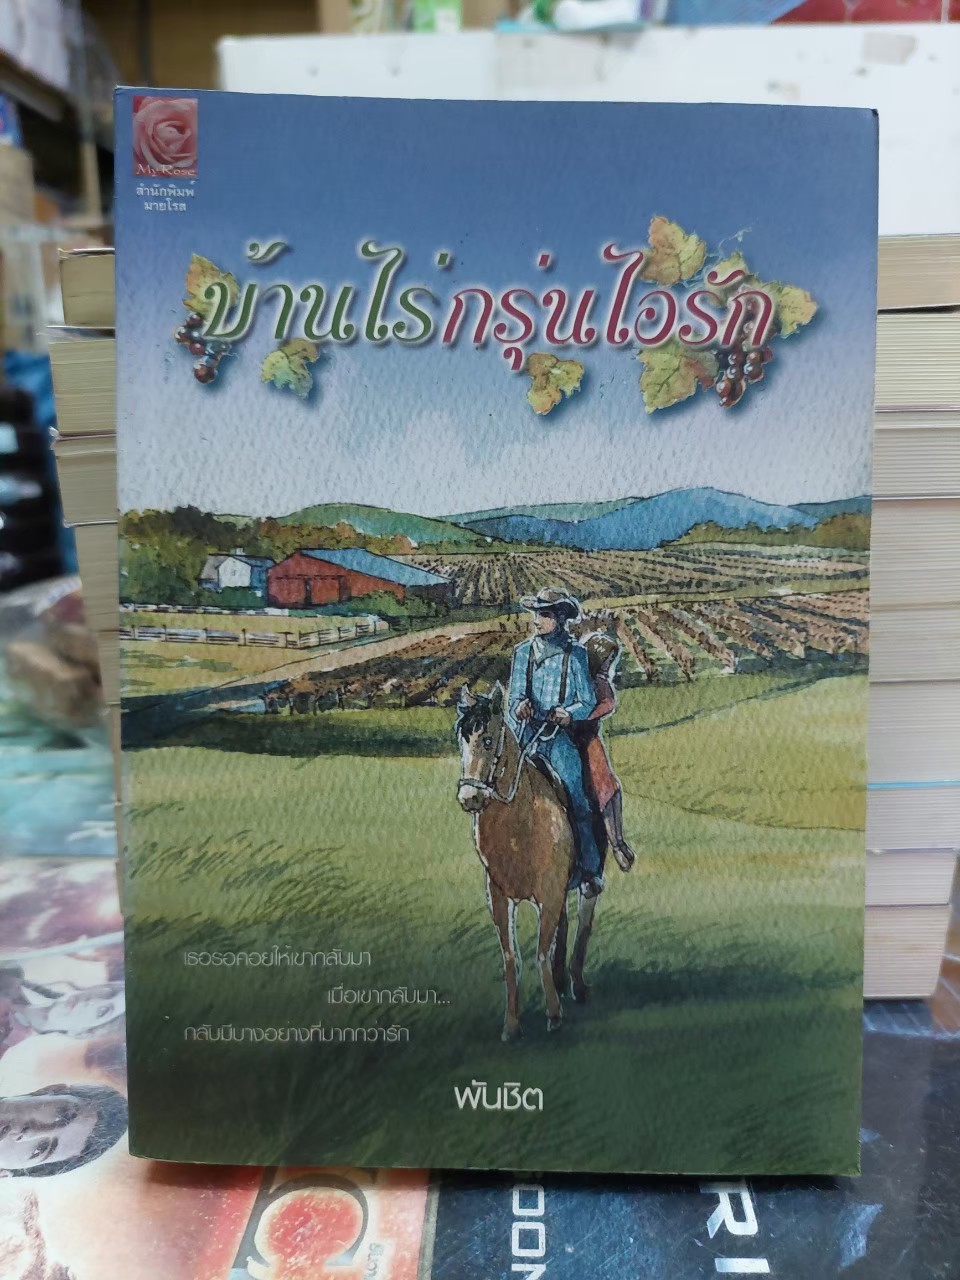 My Rose
สำนักพิมพ์
มายโรส
บ้านไร่กรุ่นไอรัก
เธอรอคอยให้เขากลับมา
เมื่อเขากลับมา...
กลับมีบางอย่างที่มากกว่ารัก
พันชิต